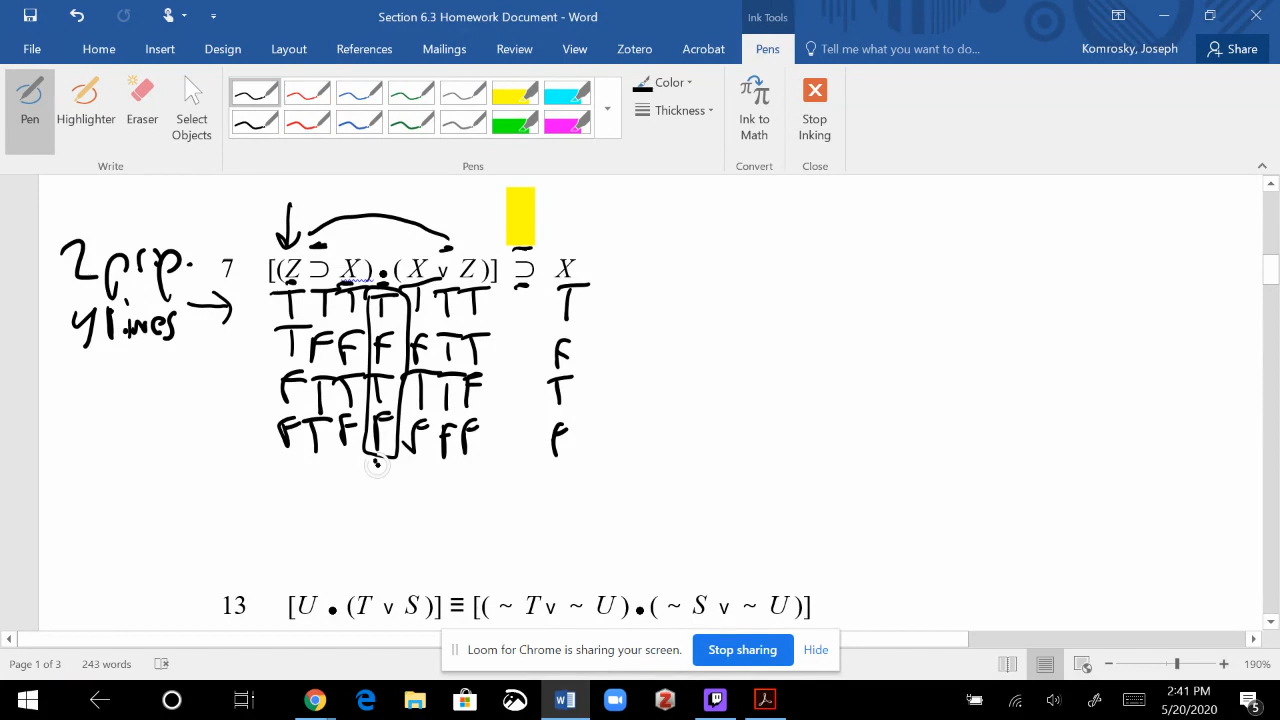 Section 6.3 Homework Document - Word
Ink Tools
File Home Insert Design Layout References Mailings Review View Zotero Acrobat Pens Tell me what you want to do... Komrosky, Joseph Share
Pen Highlighter Eraser Select Objects
Color
Thickness
Ink to Math
Stop Inking
Write Pens Convert Close
2 prp.
4 lines
7 [(Z ⊃ X) • (X v Z)] ⊃ X
T T T T T T T T
T F F F F T T F
F T T T T T F T
F T F F F F F F
13 [U • (T v S)] ≡ [(~ T v ~ U) • (~ S v ~ U)]
Loom for Chrome is sharing your screen. Stop sharing Hide
Page 1 of 3 243 words 190%
2:41 PM
5/20/2020
5